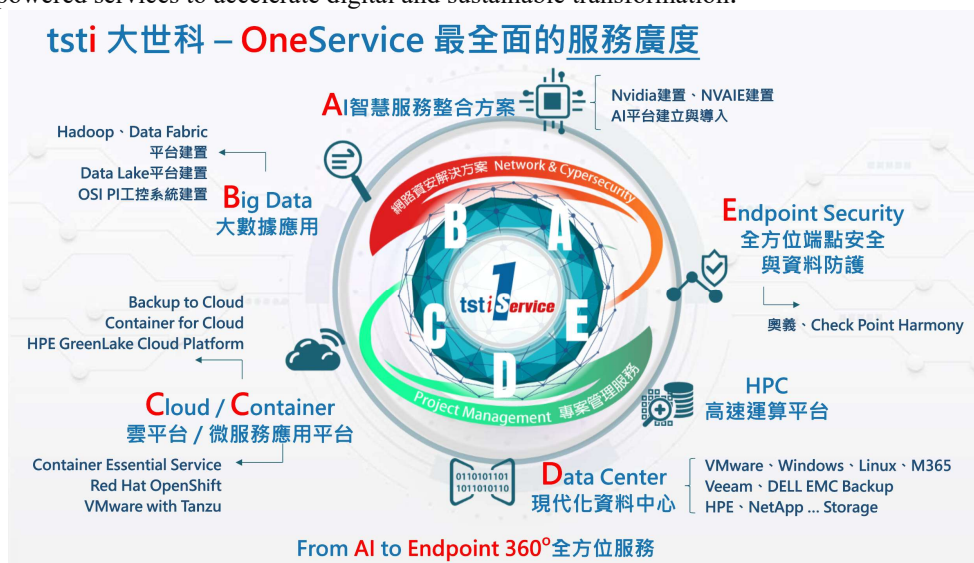 powered services to accelerate digital and sustainable transformation.
tsti 大世科 – OneService 最全面的服務廣度
AI智慧服務整合方案
Nvidia建置、NVAIE建置
AI平台建立與導入
Hadoop、Data Fabric
平台建置
Data Lake平台建置
OSI PI工控系統建置
Big Data
大數據應用
網路資安解決方案 Network & Cypersecurity
B
A
C
E
D
tsti 1Service
Project Management 專案管理服務
Endpoint Security
全方位端點安全
與資料防護
奧義、Check Point Harmony
Backup to Cloud
Container for Cloud
HPE GreenLake Cloud Platform
Cloud / Container
雲平台 / 微服務應用平台
Container Essential Service
Red Hat OpenShift
VMware with Tanzu
HPC
高速運算平台
0110101101
1011010110
Data Center
現代化資料中心
VMware、Windows、Linux、M365
Veeam、DELL EMC Backup
HPE、NetApp ... Storage
From AI to Endpoint 360°全方位服務